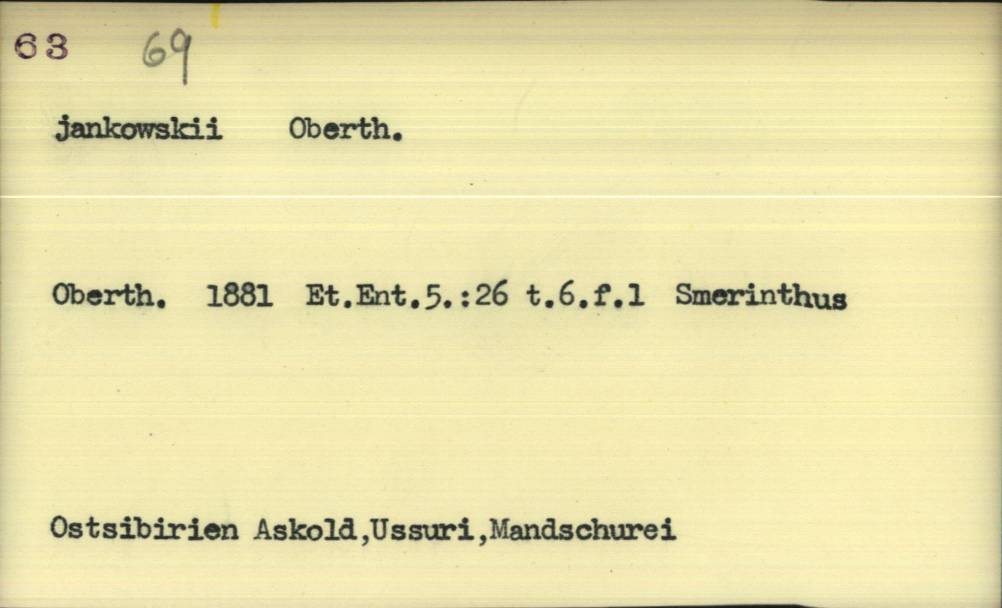 63 69
jankowskii Oberth.
Oberth. 1881 Et.Ent.5.:26 t.6.f.1 Smerinthus
Ostsibirien Askold,Ussuri,Mandschurei